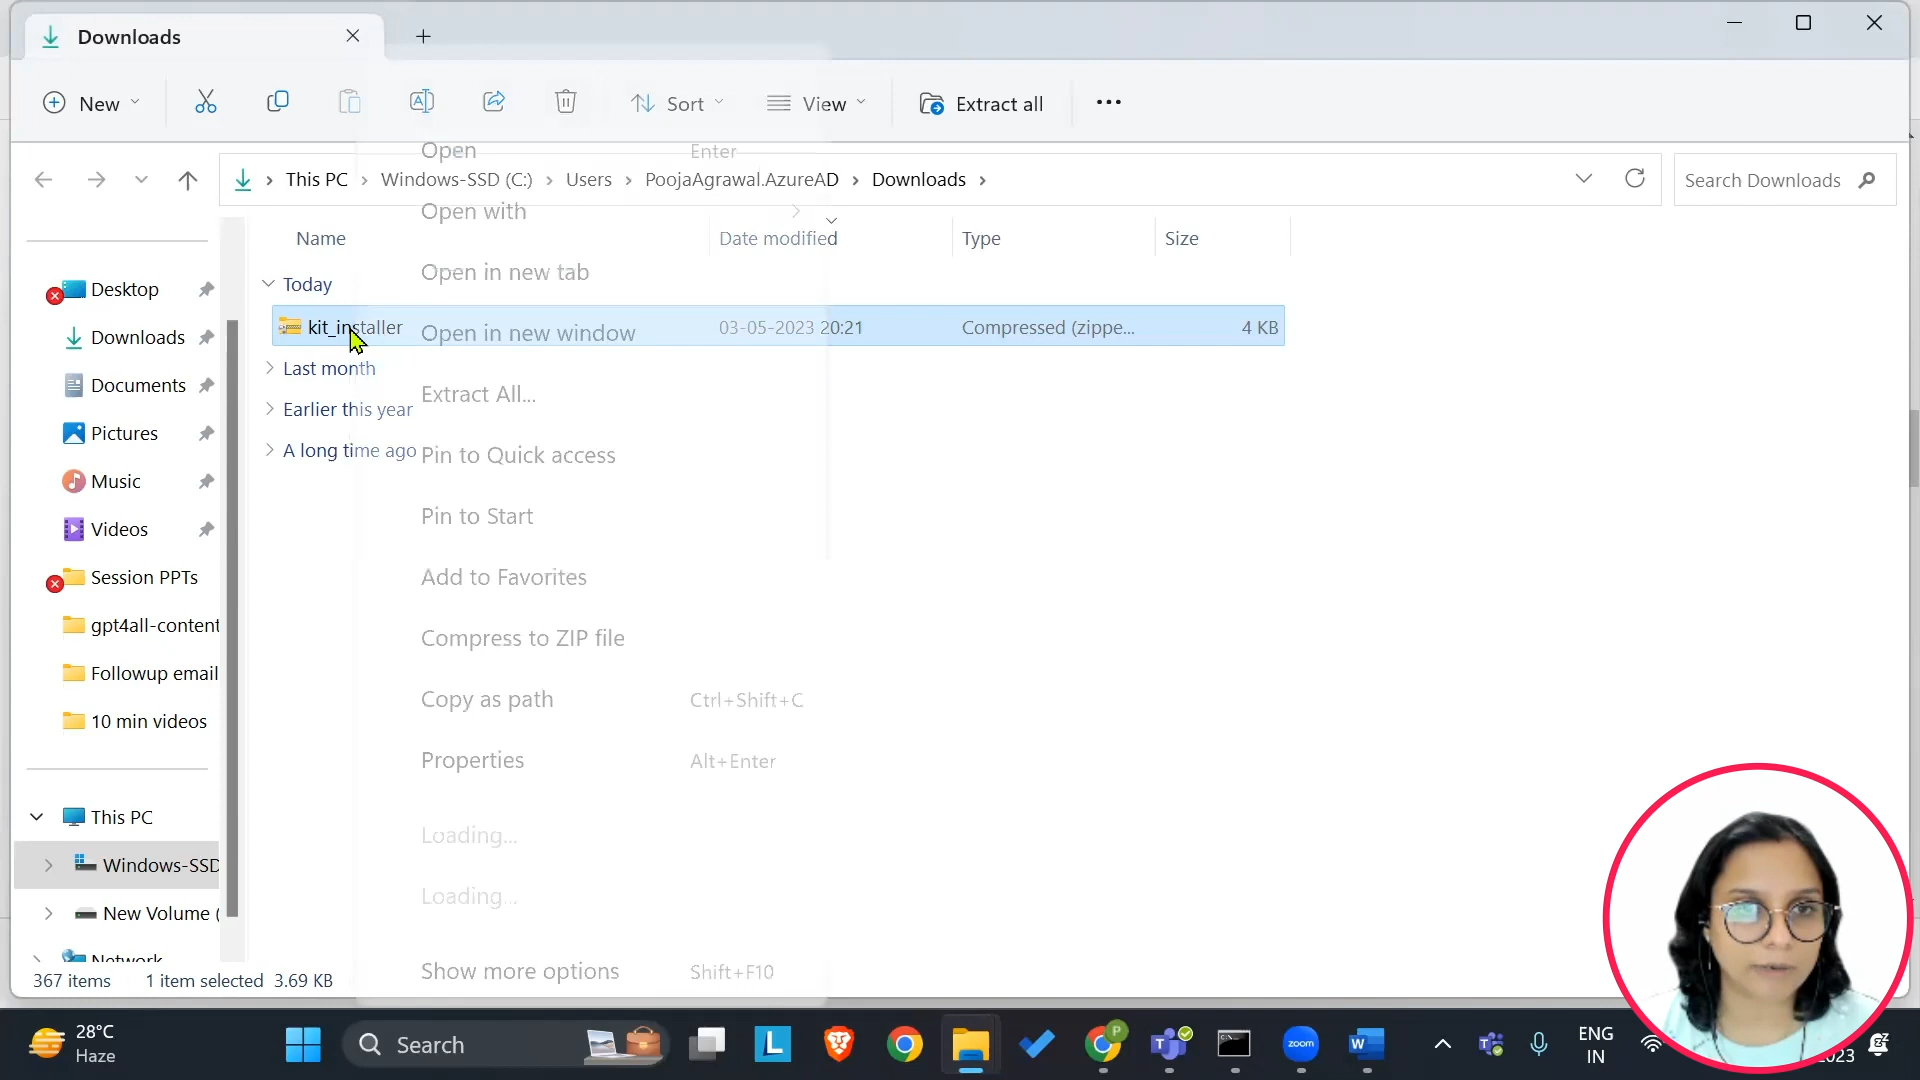 Downloads
New
Sort
View
Extract all
This PC
Windows-SSD (C:)
Users
PoojaAgrawal.AzureAD
Downloads
Search Downloads
Name
Date modified
Type
Size
Today
kit_installer
03-05-2023 20:21
Compressed (zippe...
4 KB
Last month
Earlier this year
A long time ago
Open
Enter
Open with
Open in new tab
Open in new window
Extract All...
Pin to Quick access
Pin to Start
Add to Favorites
Compress to ZIP file
Copy as path
Ctrl+Shift+C
Properties
Alt+Enter
Loading...
Loading...
Show more options
Shift+F10
Desktop
Downloads
Documents
Pictures
Music
Videos
Session PPTs
gpt4all-content
Followup email
10 min videos
This PC
Windows-SSD
New Volume (
Network
367 items
1 item selected 3.69 KB
28°C
Haze
Search
L
P
T
zoom
W
T
ENG
IN